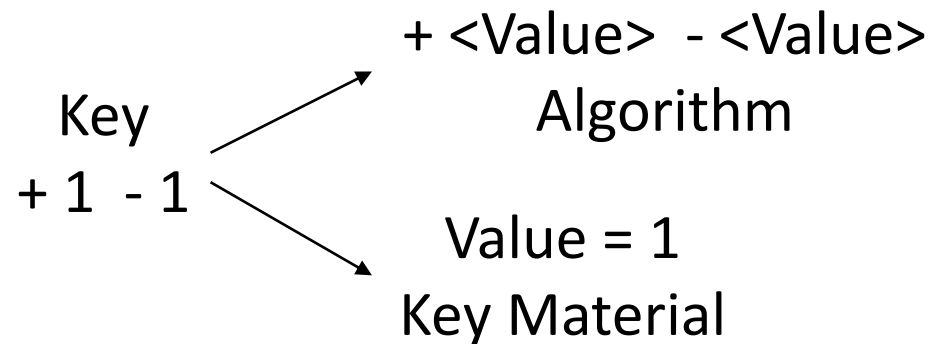 Key
+ 1 - 1
+ <Value> - <Value>
Algorithm
Value = 1
Key Material